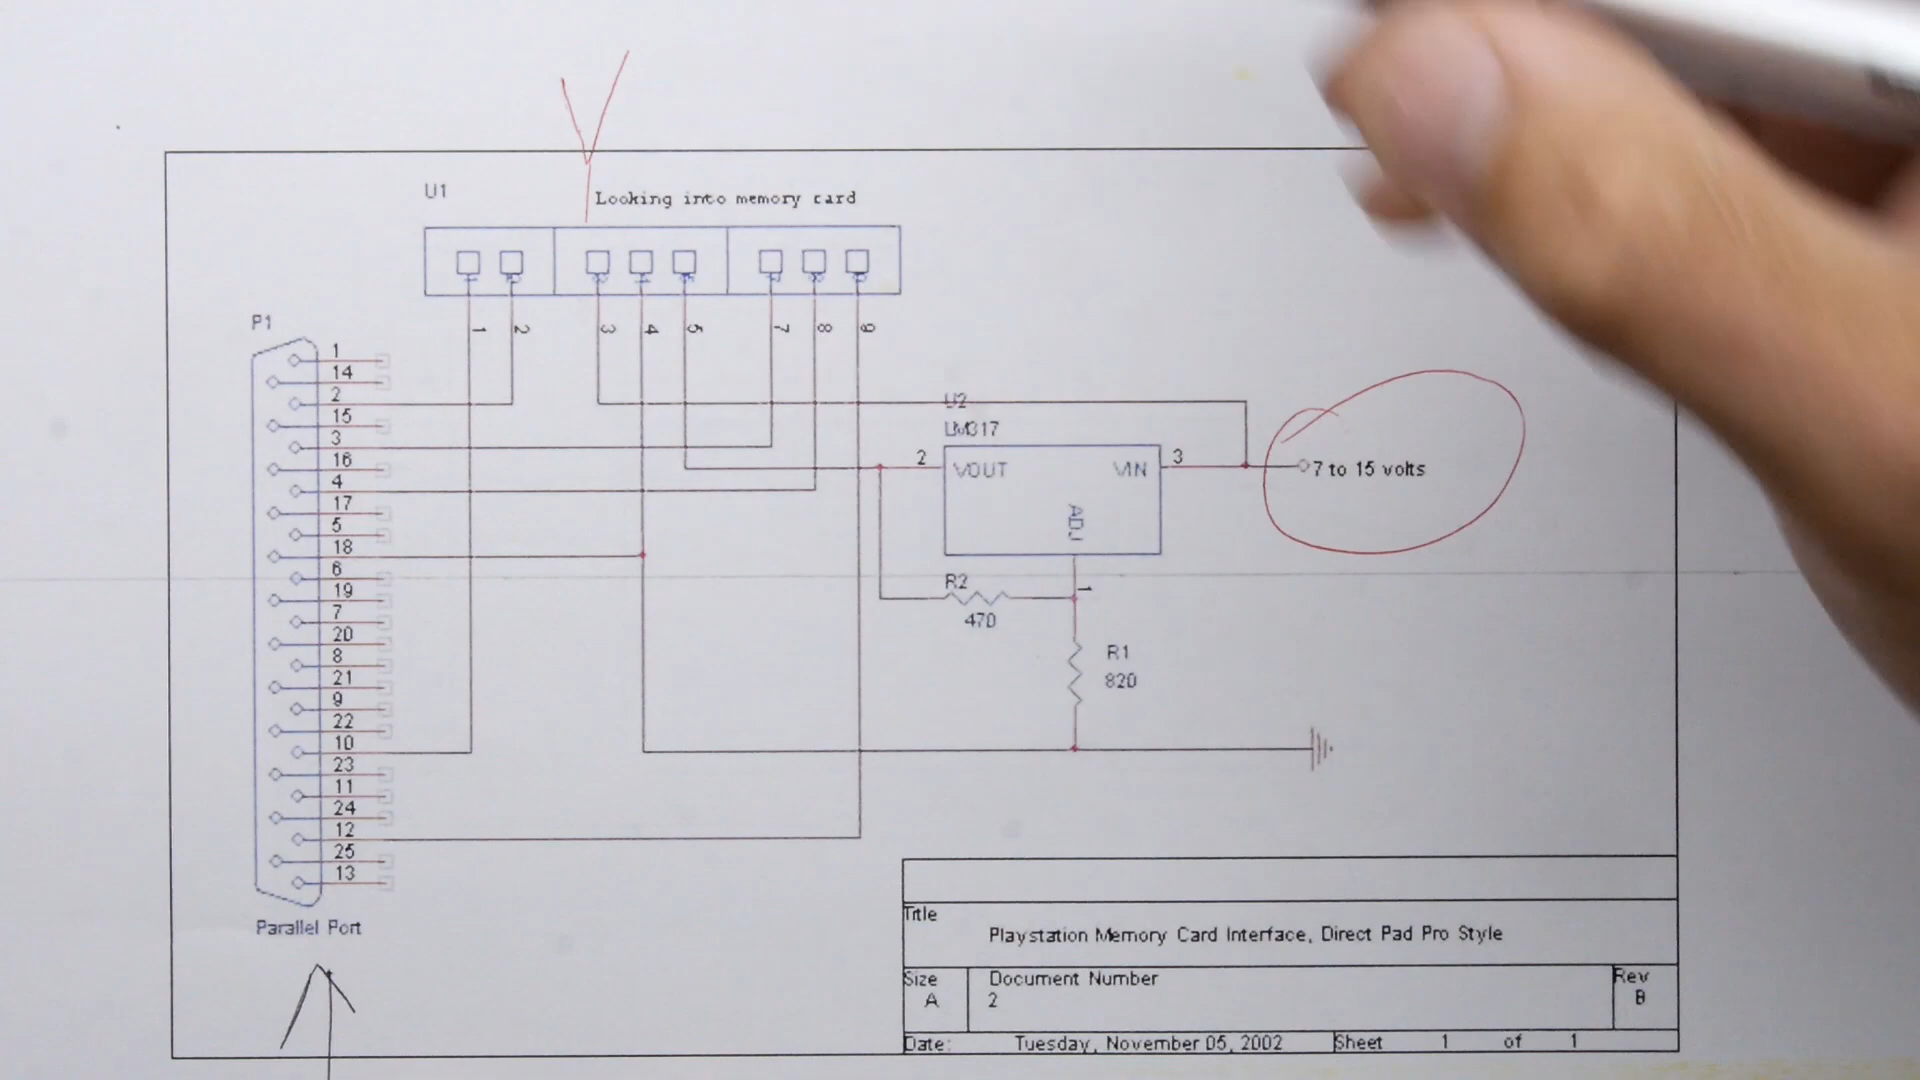 U1
Looking into memory card
1 2 3 4 5 7 8 9
P1
1
14
2
15
3
16
4
17
5
18
6
19
7
20
8
21
9
22
10
23
11
24
12
25
13
Parallel Port
U2
LM317
2 VOUT VIN 3
ADJ
1
7 to 15 volts
R2
470
R1
820
Title
Playstation Memory Card Interface, Direct Pad Pro Style
Size Document Number Rev
A 2 B
Date: Tuesday, November 05, 2002 Sheet 1 of 1